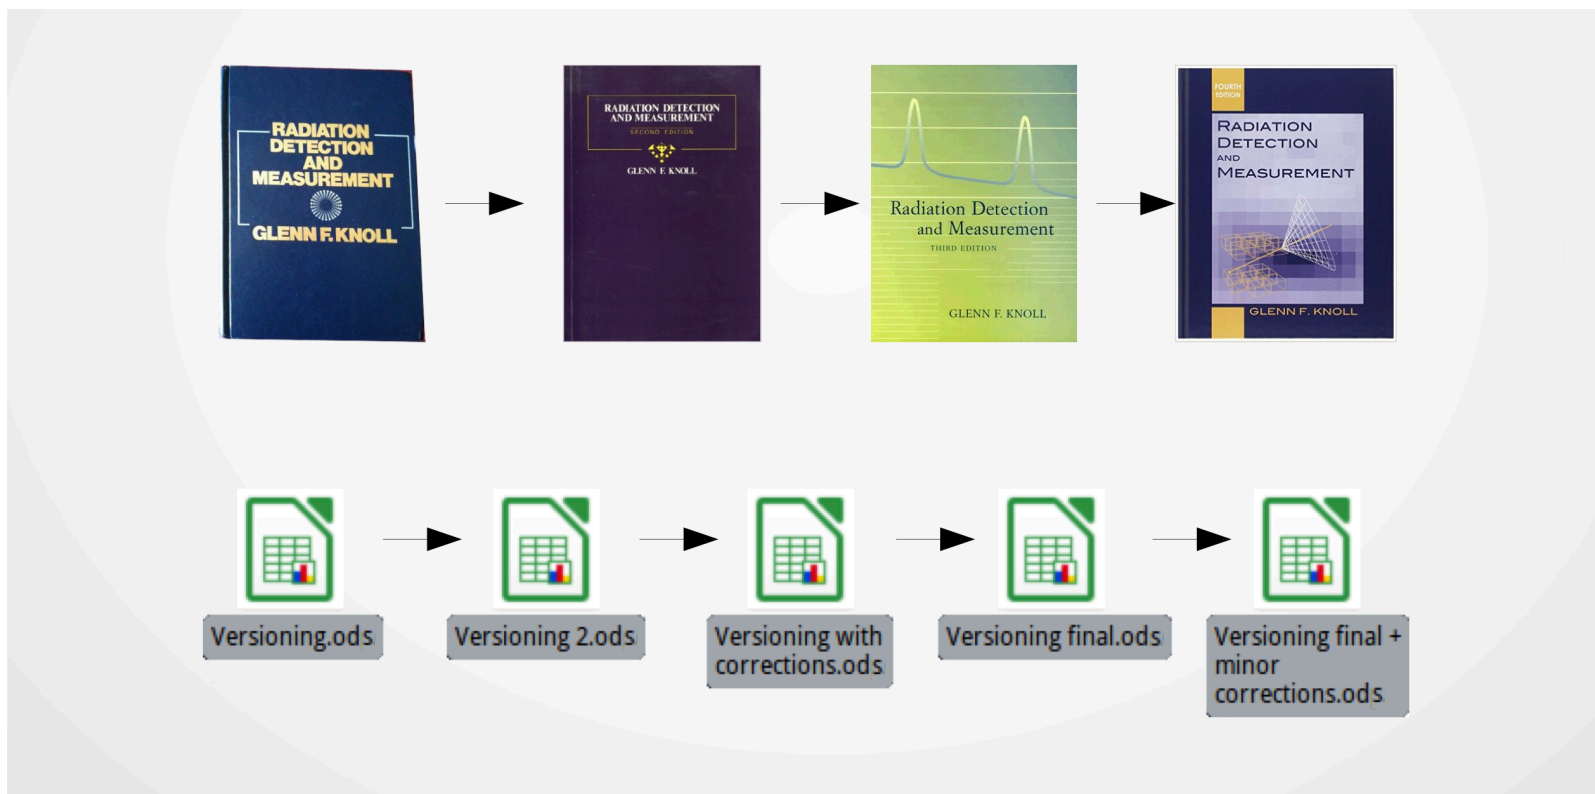 RADIATION
DETECTION
AND
MEASUREMENT
GLENN F. KNOLL
RADIATION DETECTION
AND MEASUREMENT
SECOND EDITION
GLENN F. KNOLL
Radiation Detection
and Measurement
THIRD EDITION
GLENN F. KNOLL
FOURTH
EDITION
RADIATION
DETECTION
AND
MEASUREMENT
GLENN F. KNOLL
Versioning.ods
Versioning 2.ods
Versioning with
corrections.ods
Versioning final.ods
Versioning final +
minor
corrections.ods